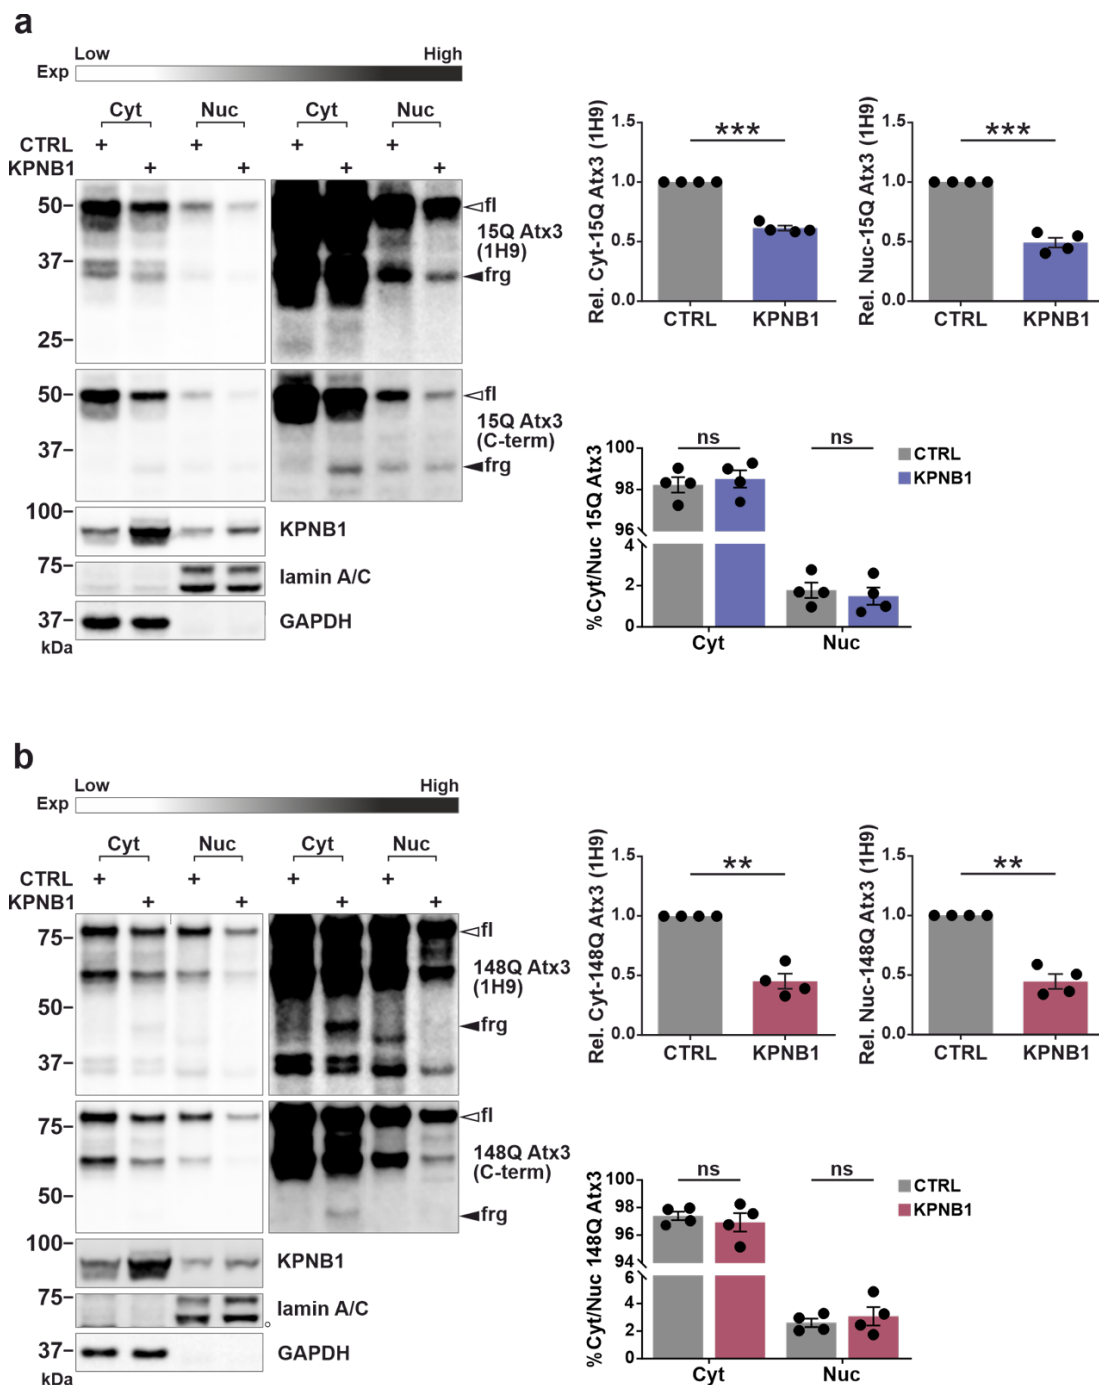 a
Low High
Exp
Cyt Nuc Cyt Nuc
CTRL + + + +
KPNB1 + + + +
50
37
25
fl
15Q Atx3
(1H9)
frg
50
37
fl
15Q Atx3
(C-term)
frg
100
KPNB1
75
lamin A/C
37
GAPDH
kDa
Rel. Cyt-15Q Atx3 (1H9)
1.5
1.0
0.5
0.0
***
CTRL KPNB1
Rel. Nuc-15Q Atx3 (1H9)
1.5
1.0
0.5
0.0
***
CTRL KPNB1
%Cyt/Nuc 15Q Atx3
100
98
96
4
2
0
ns ns
Cyt Nuc
CTRL
KPNB1
b
Low High
Exp
Cyt Nuc Cyt Nuc
CTRL + + + +
KPNB1 + + + +
75
50
37
fl
148Q Atx3
(1H9)
frg
75
50
fl
148Q Atx3
(C-term)
frg
100
KPNB1
75
lamin A/C
37
GAPDH
kDa
Rel. Cyt-148Q Atx3 (1H9)
1.5
1.0
0.5
0.0
**
CTRL KPNB1
Rel. Nuc-148Q Atx3 (1H9)
1.5
1.0
0.5
0.0
**
CTRL KPNB1
%Cyt/Nuc 148Q Atx3
100
98
96
94
6
4
2
0
ns ns
Cyt Nuc
CTRL
KPNB1